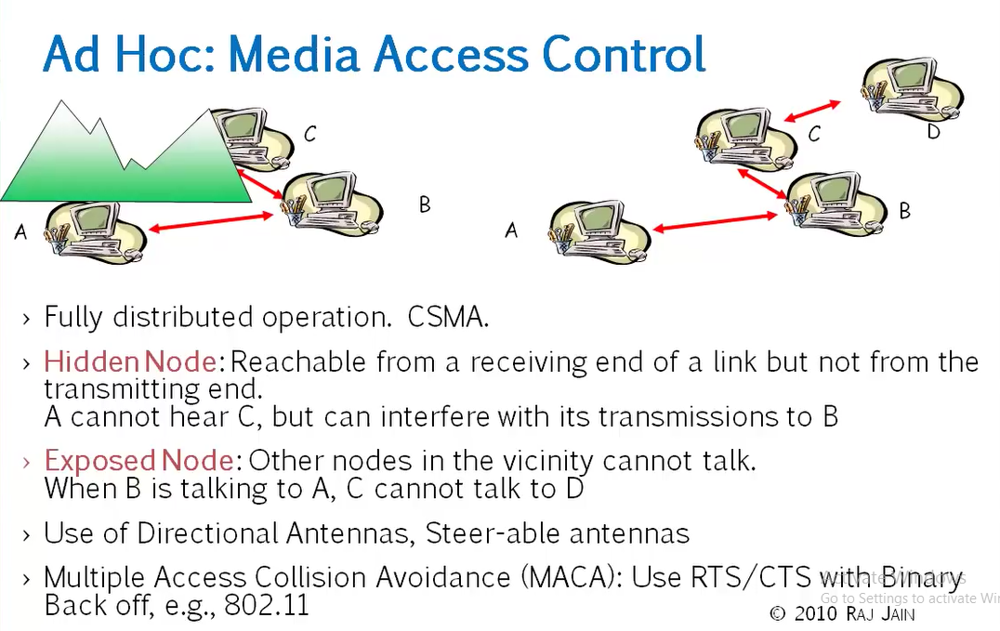 Ad Hoc: Media Access Control
C
B
A
C
D
B
A
› Fully distributed operation. CSMA.
› Hidden Node: Reachable from a receiving end of a link but not from the
transmitting end.
A cannot hear C, but can interfere with its transmissions to B
› Exposed Node: Other nodes in the vicinity cannot talk.
When B is talking to A, C cannot talk to D
› Use of Directional Antennas, Steer-able antennas
› Multiple Access Collision Avoidance (MACA): Use RTS/CTS with Binary
Back off, e.g., 802.11
Activate Windows
Go to Settings to activate Wi
© 2010 RAJ JAIN